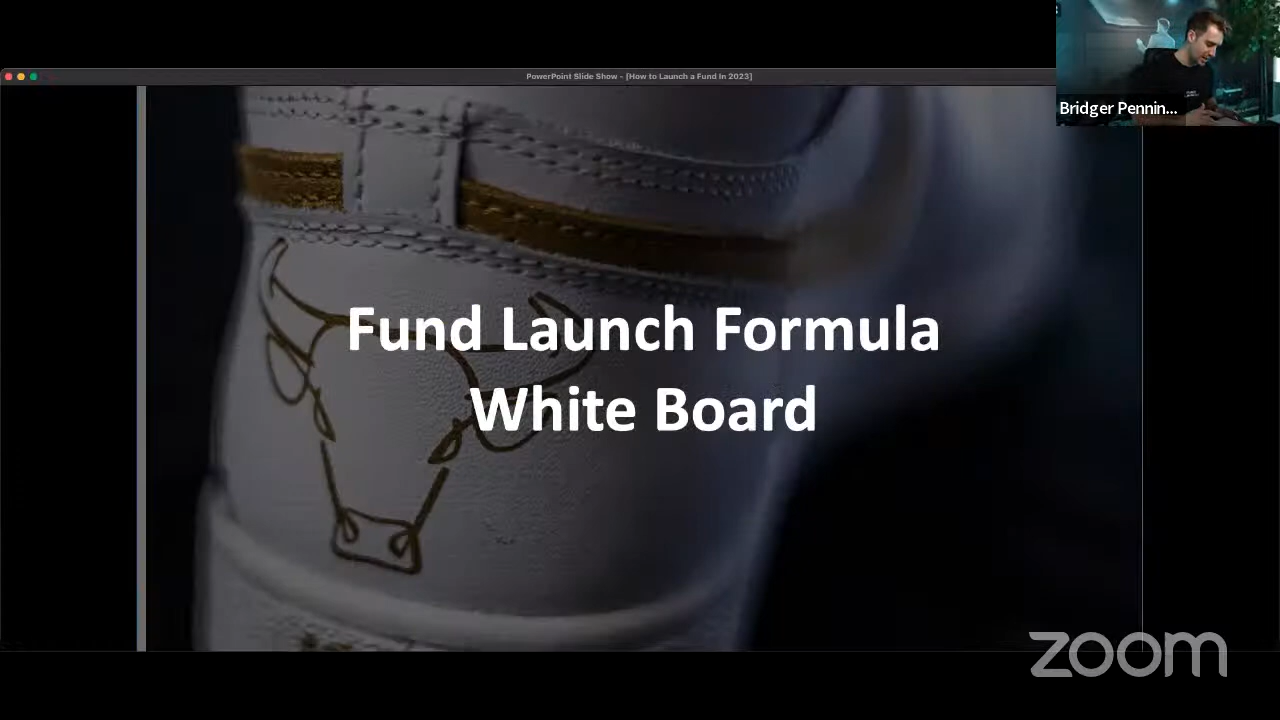 PowerPoint Slide Show - [How to Launch a Fund In 2023]
Bridger Pennin...
Fund Launch Formula
White Board
zoom